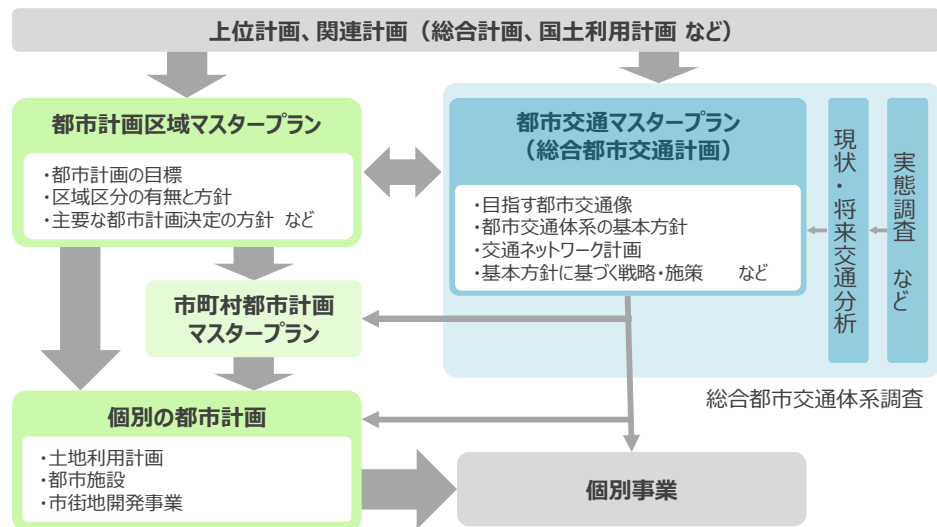 上位計画、関連計画（総合計画、国土利用計画 など）
都市計画区域マスタープラン
・都市計画の目標
・区域区分の有無と方針
・主要な都市計画決定の方針 など
都市交通マスタープラン
（総合都市交通計画）
・目指す都市交通像
・都市交通体系の基本方針
・交通ネットワーク計画
・基本方針に基づく戦略・施策 など
現状・将来交通分析
実態調査 など
市町村都市計画
マスタープラン
総合都市交通体系調査
個別の都市計画
・土地利用計画
・都市施設
・市街地開発事業
個別事業